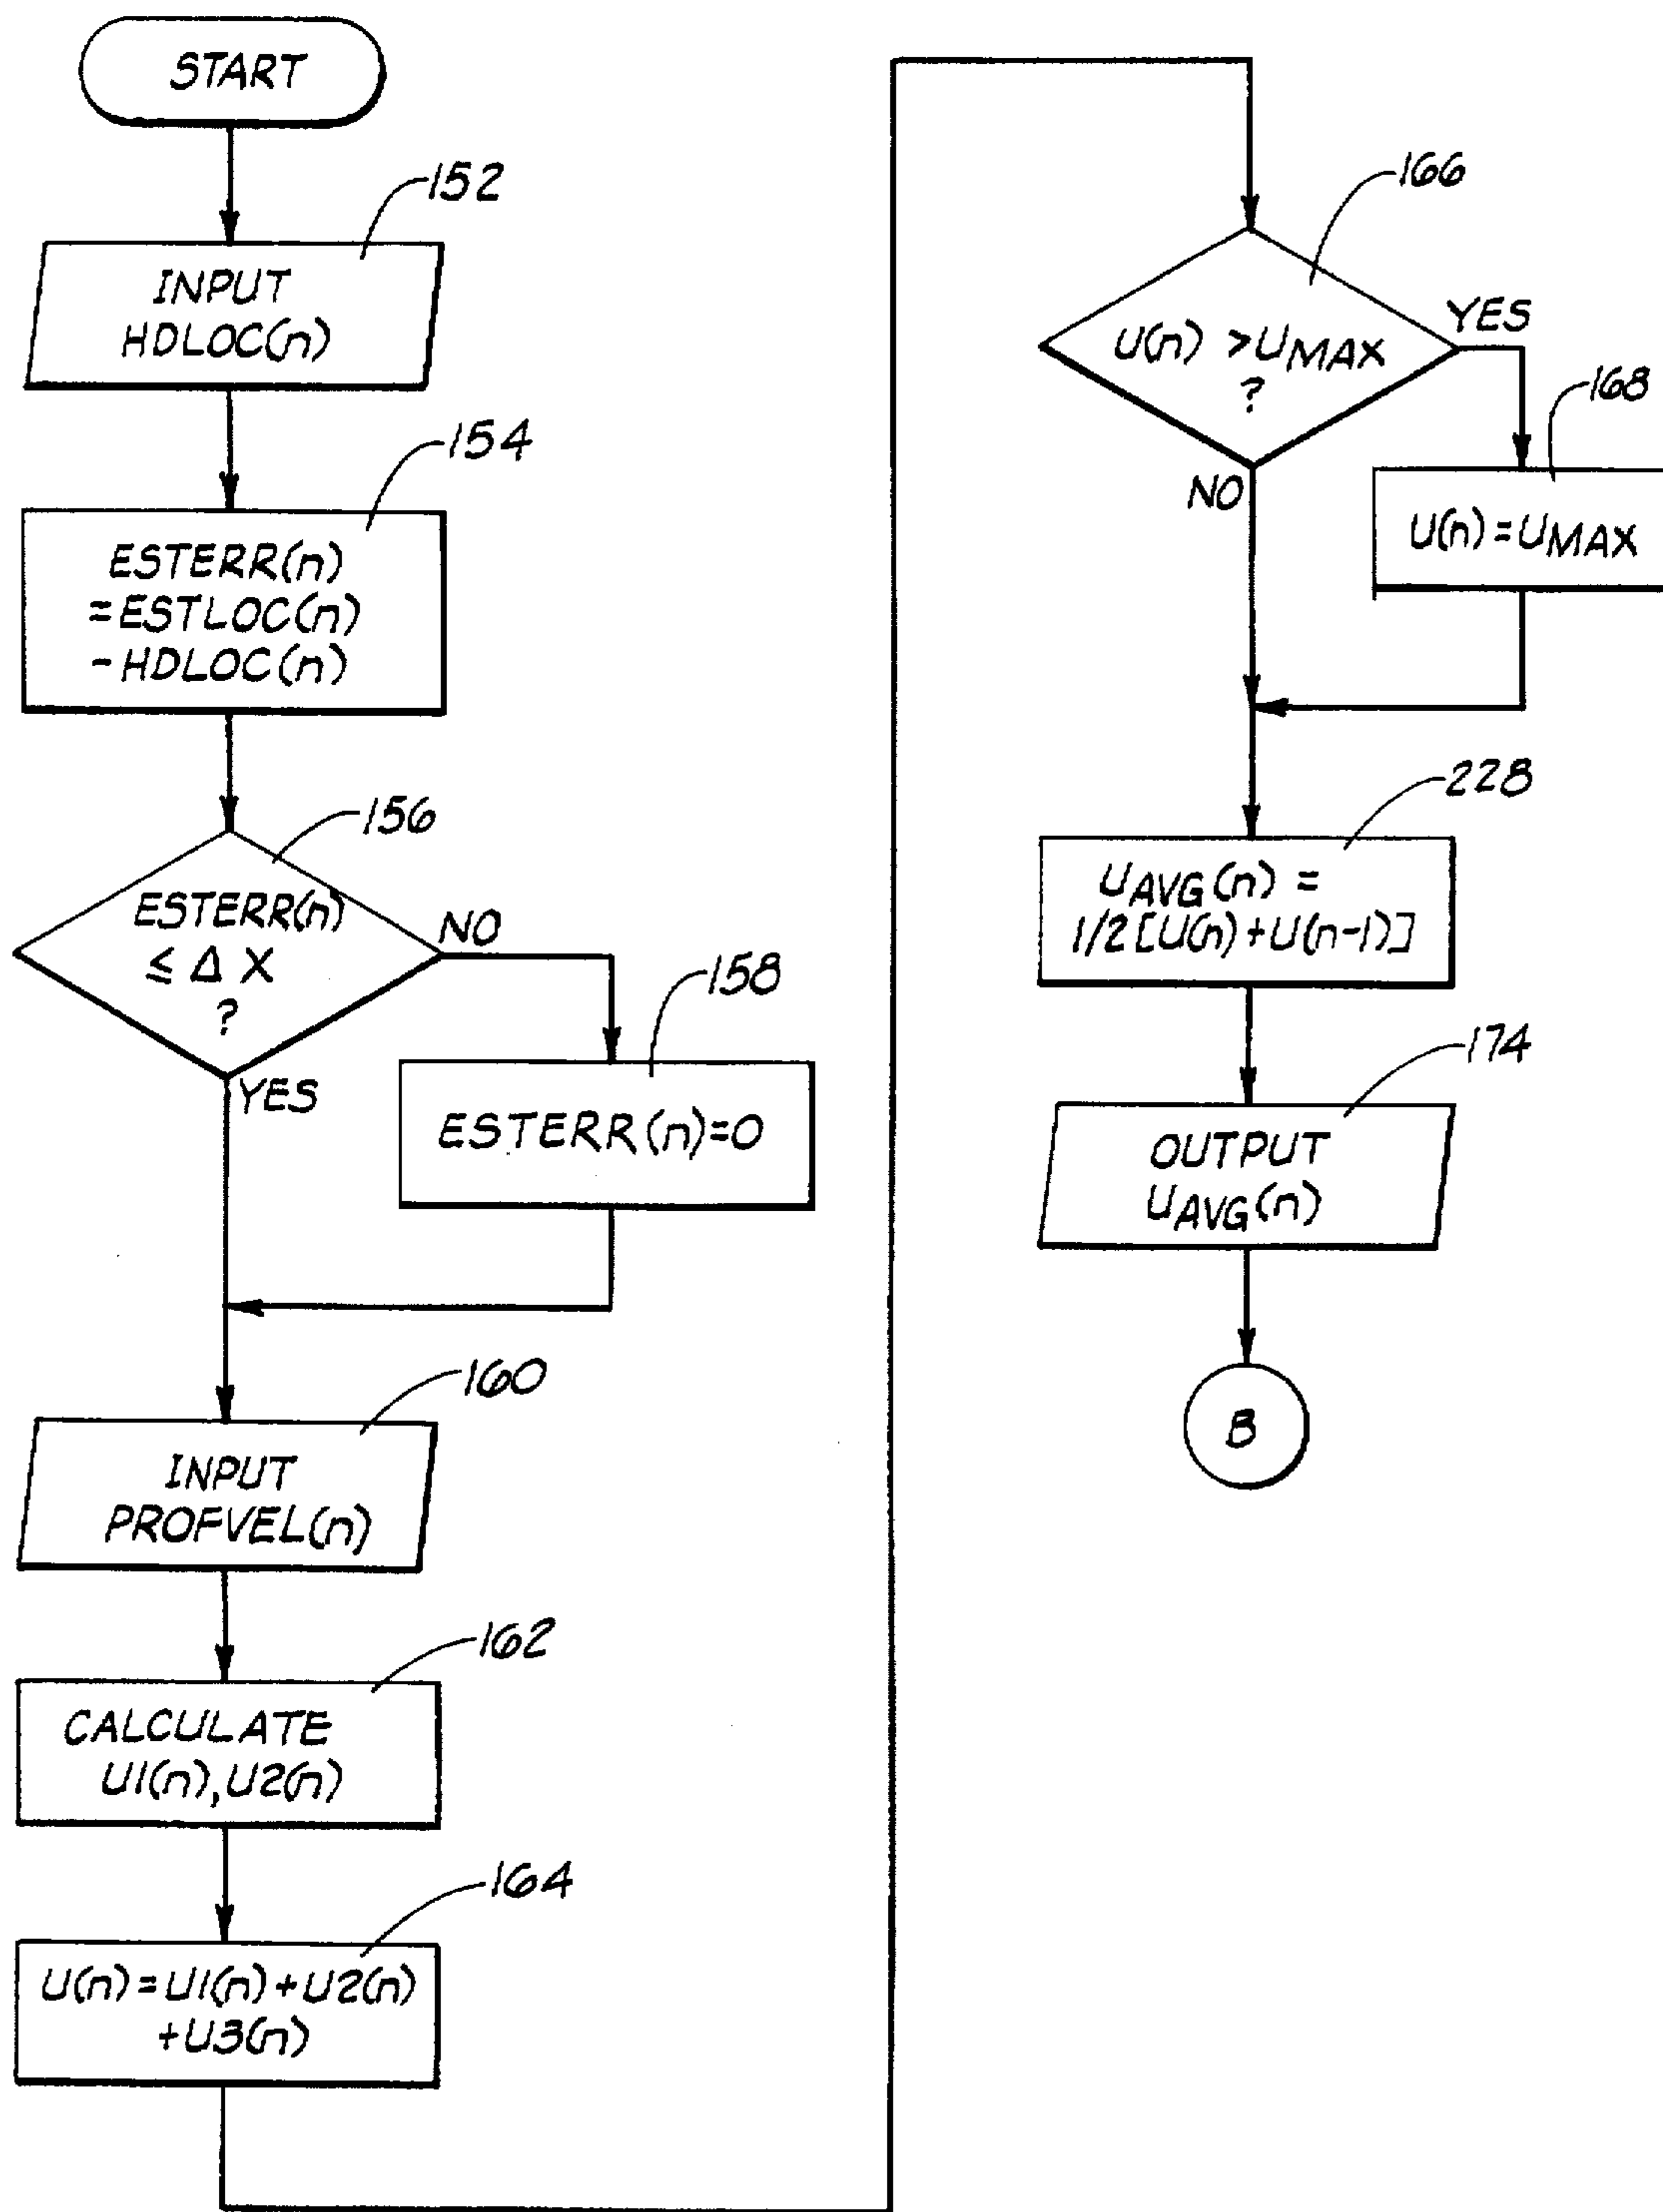 START
152
INPUT
HDLOC(n)
154
ESTERR(n)
=ESTLOC(n)
-HDLOC(n)
156
ESTERR(n)
≤ Δ X
?
NO
YES
158
ESTERR(n)=0
160
INPUT
PROFVEL(n)
162
CALCULATE
U1(n),U2(n)
164
U(n)=U1(n)+U2(n)
+U3(n)
166
U(n) >UMAX
?
YES
NO
168
U(n)=UMAX
228
UAVG(n) =
1/2[U(n)+U(n-1)]
174
OUTPUT
UAVG(n)
B